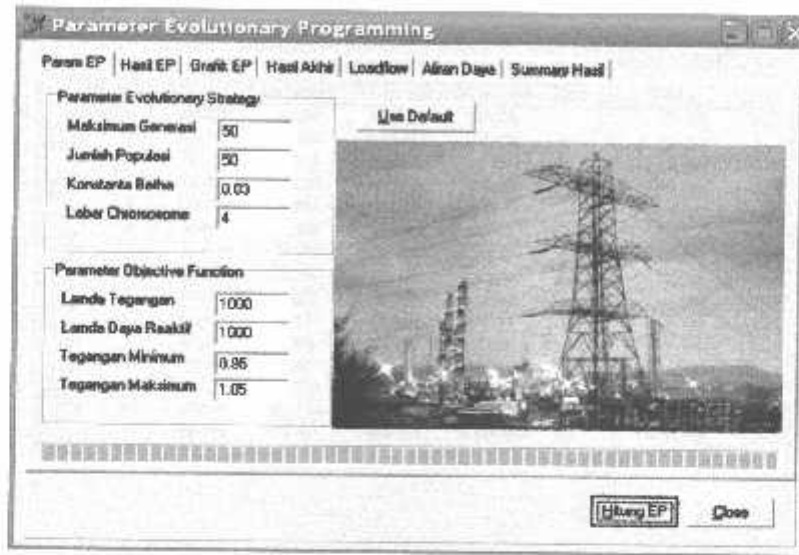 Parameter Evolutionary Programming
Param EP | Hasil EP | Grafik EP | Hasil Akhir | Loadflow | Aliran Daya | Summary Hasil
Parameter Evolutionary Strategy
Maksimum Generasi 50
Jumlah Populasi 50
Konstanta Betha 0.03
Lebar Chromosome 4
Use Default
Parameter Objective Function
Lamda Tegangan 1000
Lamda Daya Reaktif 1000
Tegangan Minimum 0.95
Tegangan Maksimum 1.05
Hitung EP
Close